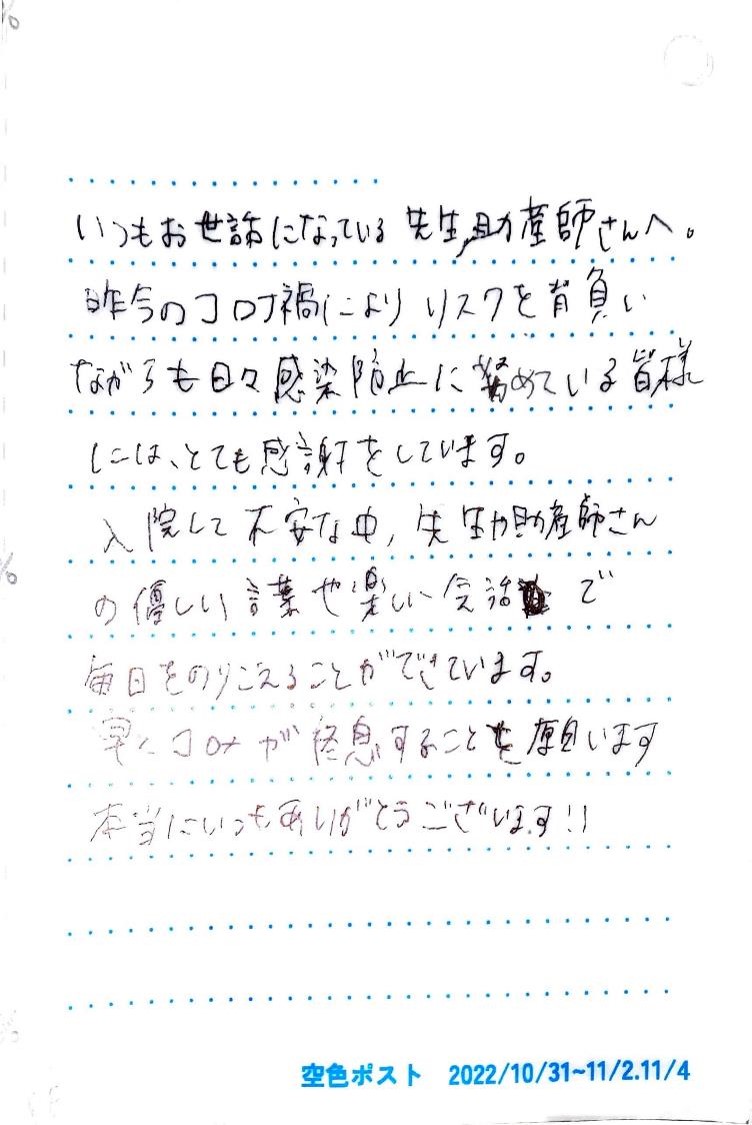 いつもお世話になっている先生,助産師さんへ。
昨今のコロナ禍によりリスクを背負い
ながらも日々感染防止に務めている皆様
には、とても感謝をしています。
入院して不安な中,先生や助産師さん
の優しい言葉や楽しい会話で
毎日をのりこえることができています。
早くコロナが終息することを願います
本当にいつもありがとうございます!!
空色ポスト 2022/10/31~11/2.11/4